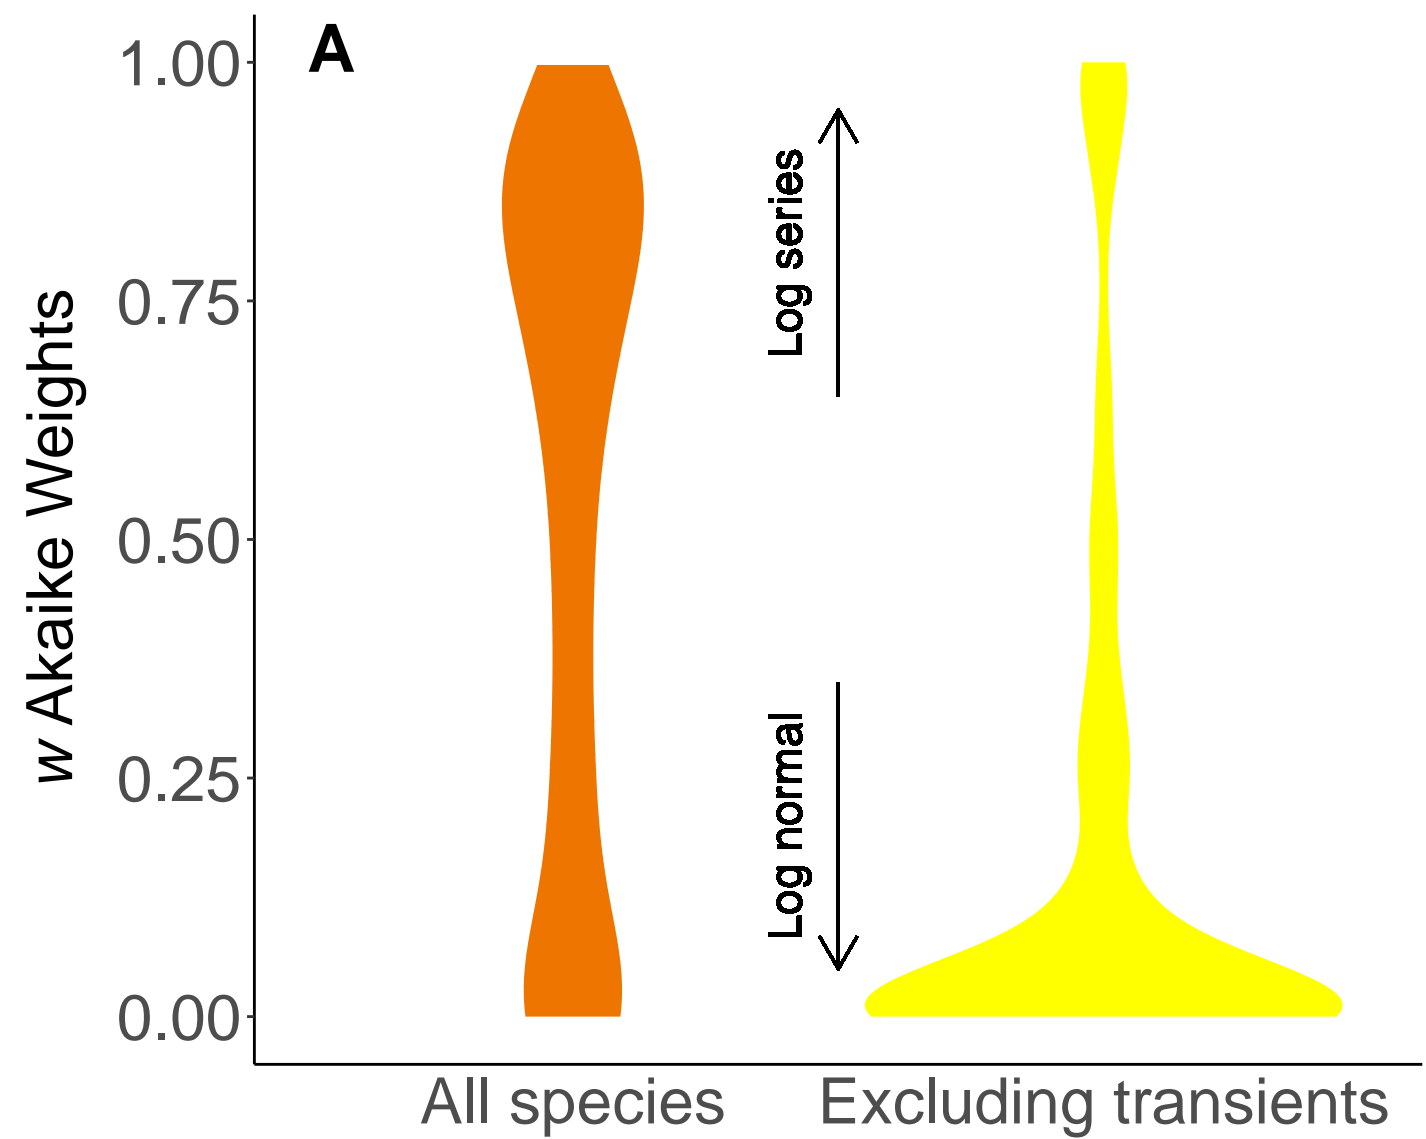 A
1.00
0.75
0.50
0.25
0.00
w Akaike Weights
Log series
Log normal
All species
Excluding transients